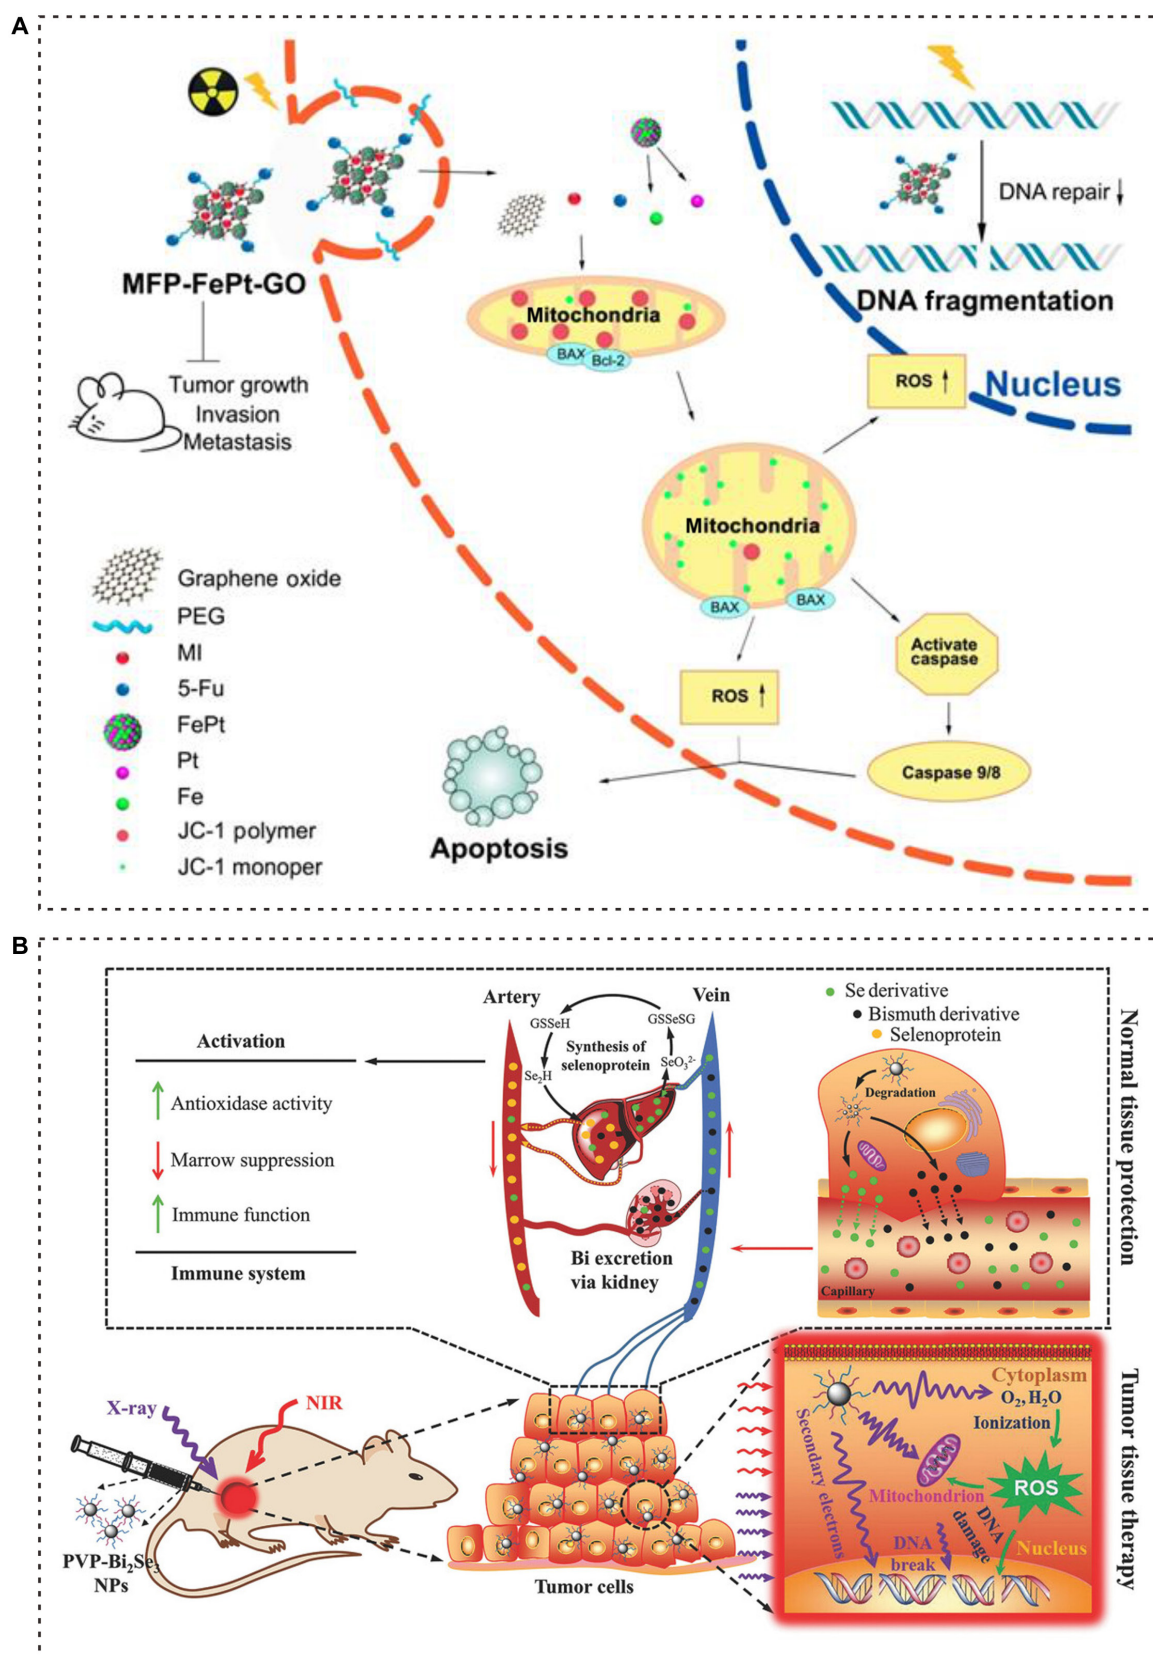 A
MFP-FePt-GO
Tumor growth
Invasion
Metastasis
Mitochondria
BAX
Bcl-2
DNA repair ↓
DNA fragmentation
ROS ↑
Nucleus
Mitochondria
BAX
BAX
Activate
caspase
ROS ↑
Caspase 9/8
Apoptosis
Graphene oxide
PEG
MI
5-Fu
FePt
Pt
Fe
JC-1 polymer
JC-1 monoper
B
Activation
↑ Antioxidase activity
↓ Marrow suppression
↑ Immune function
Immune system
Artery
Vein
GSSeH
GSSeSG
Synthesis of
selenoprotein
Se₂H
SeO₃²⁻
Bi excretion
via kidney
Se derivative
Bismuth derivative
Selenoprotein
Degradation
Capillary
Normal tissue protection
X-ray
NIR
PVP-Bi₂Se₃
NPs
Tumor cells
Cytoplasm
O₂, H₂O
Ionization
ROS
Mitochondrion
Secondary electrons
DNA
damage
DNA
break
Nucleus
Tumor tissue therapy